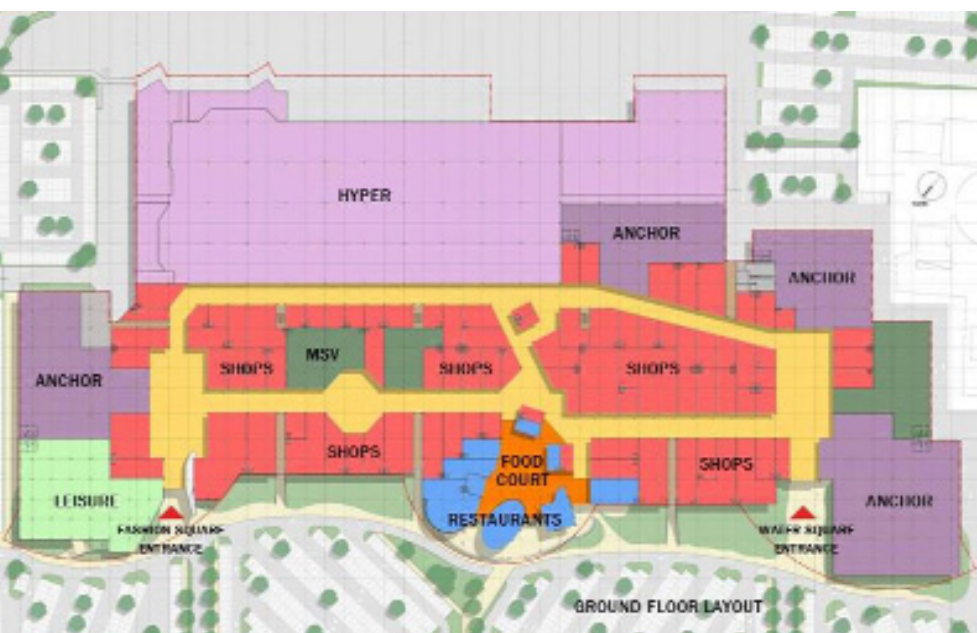 HYPER
ANCHOR
ANCHOR
MSV
SHOPS
SHOPS
SHOPS
ANCHOR
SHOPS
FOOD
COURT
SHOPS
LEISURE
ANCHOR
RESTAURANTS
FASHION SQUARE
ENTRANCE
WATER SQUARE
ENTRANCE
GROUND FLOOR LAYOUT